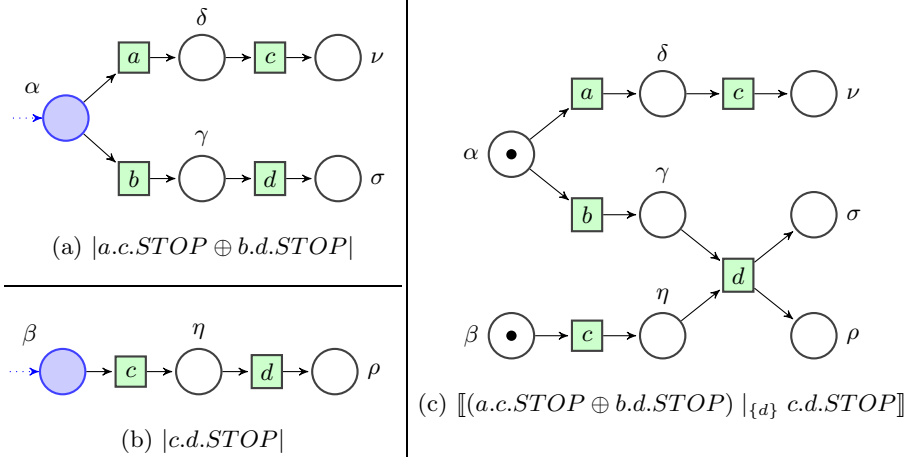 δ
a
c
ν
α
γ
b
d
σ
(a) |a.c.STOP ⊕ b.d.STOP|
β
η
c
d
ρ
(b) |c.d.STOP|
δ
a
c
ν
α
γ
b
σ
d
η
β
c
ρ
(c) ⟦(a.c.STOP ⊕ b.d.STOP) |{d} c.d.STOP⟧